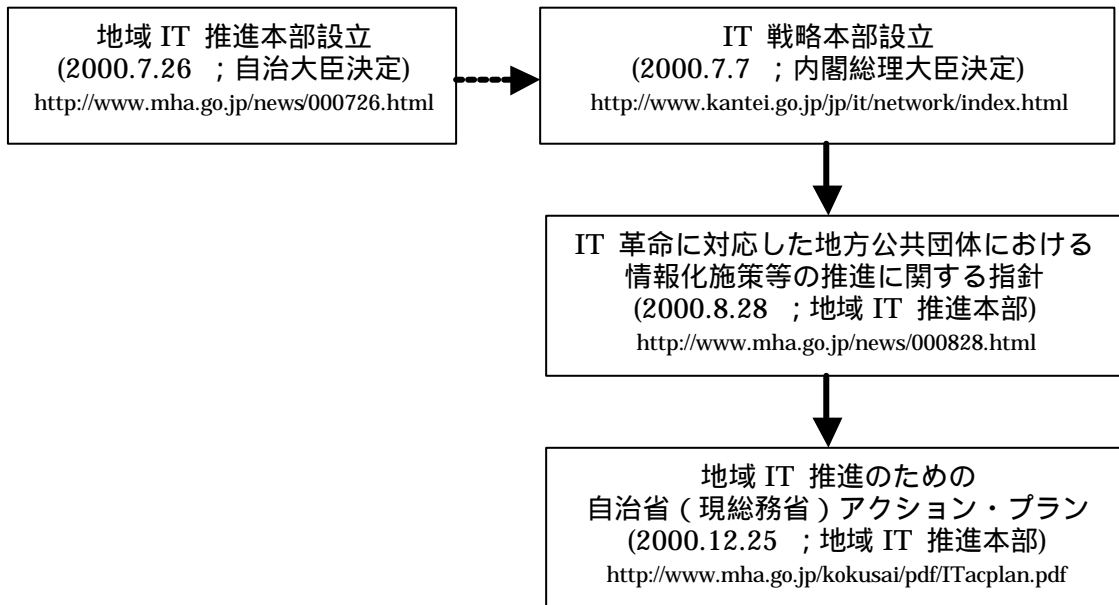 地域 IT 推進本部設立
(2000.7.26 ；自治大臣決定)
http://www.mha.go.jp/news/000726.html
IT 戦略本部設立
(2000.7.7 ；内閣総理大臣決定)
http://www.kantei.go.jp/jp/it/network/index.html
IT 革命に対応した地方公共団体における
情報化施策等の推進に関する指針
(2000.8.28 ；地域 IT 推進本部)
http://www.mha.go.jp/news/000828.html
地域 IT 推進のための
自治省（現総務省）アクション・プラン
(2000.12.25 ；地域 IT 推進本部)
http://www.mha.go.jp/kokusai/pdf/ITacplan.pdf